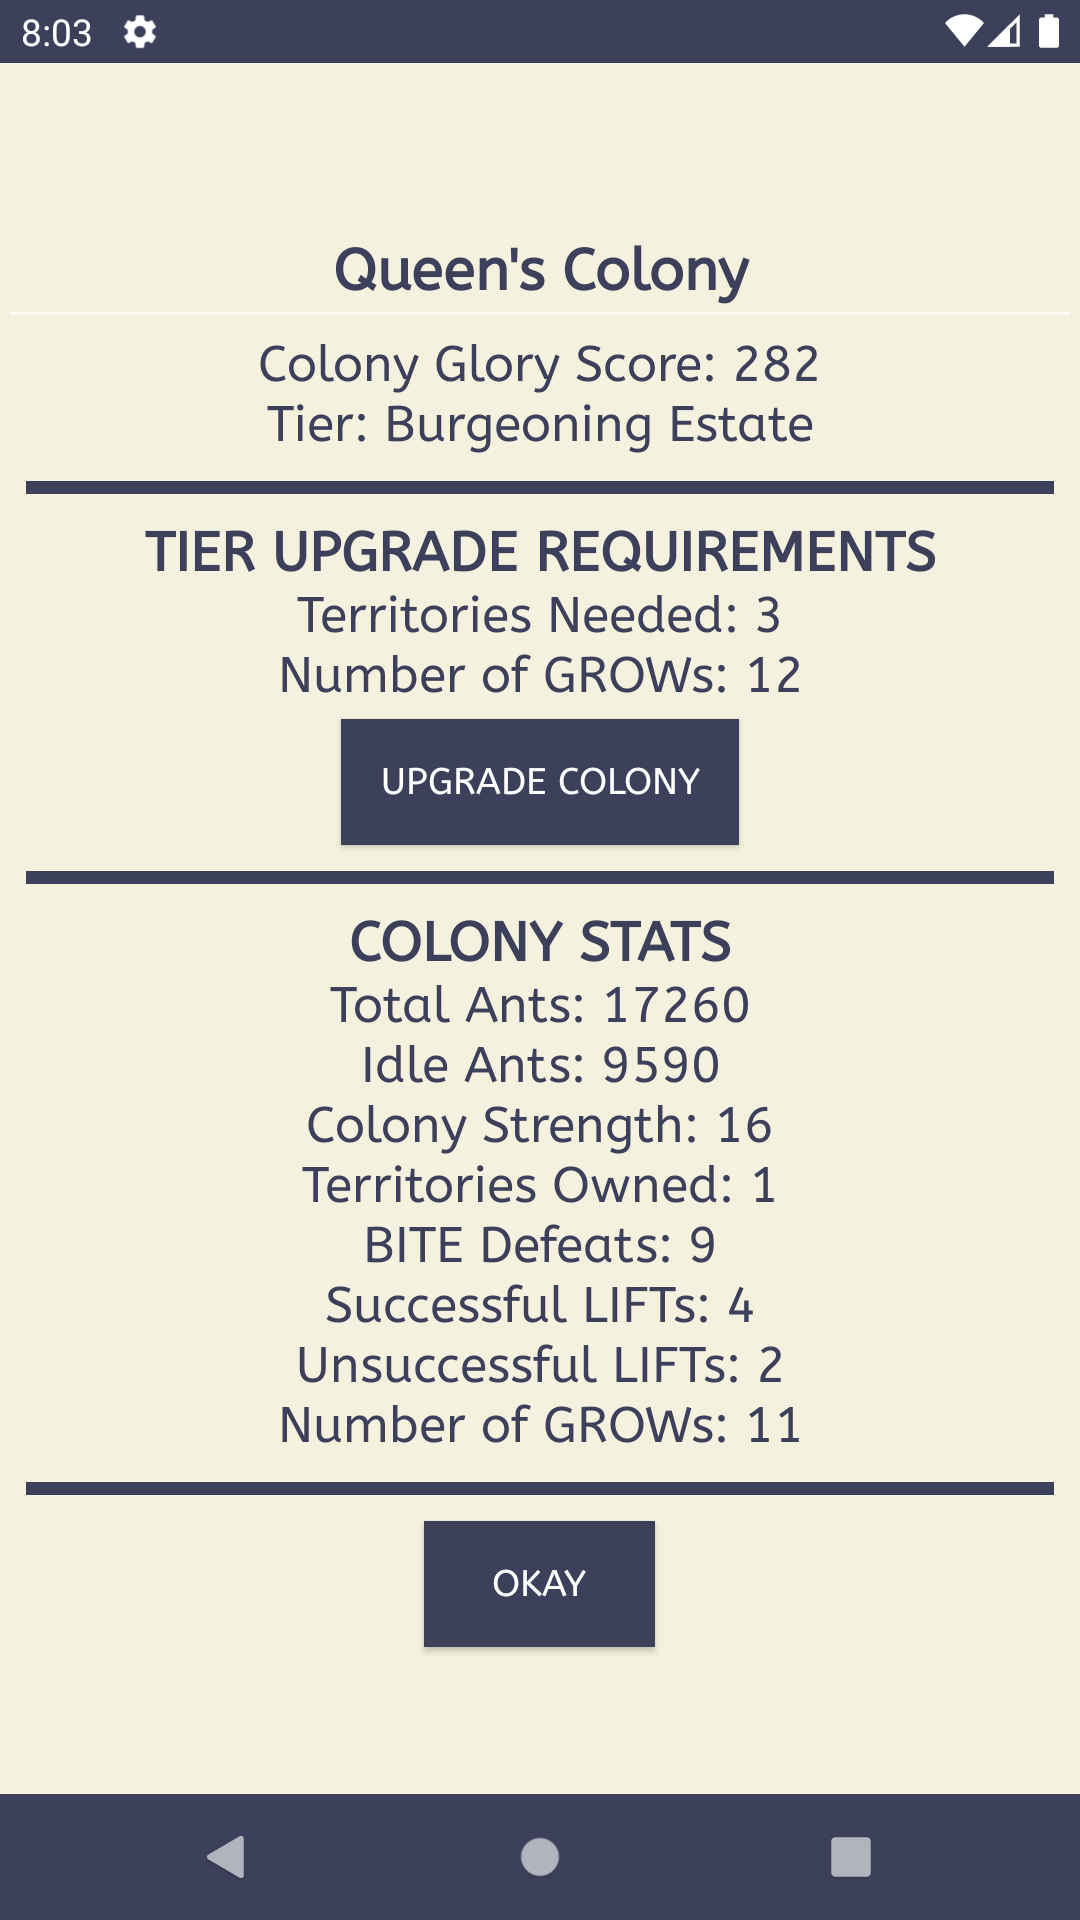 8:03
Queen's Colony
Colony Glory Score: 282
Tier: Burgeoning Estate
TIER UPGRADE REQUIREMENTS
Territories Needed: 3
Number of GROWs: 12
UPGRADE COLONY
COLONY STATS
Total Ants: 17260
Idle Ants: 9590
Colony Strength: 16
Territories Owned: 1
BITE Defeats: 9
Successful LIFTs: 4
Unsuccessful LIFTs: 2
Number of GROWs: 11
OKAY